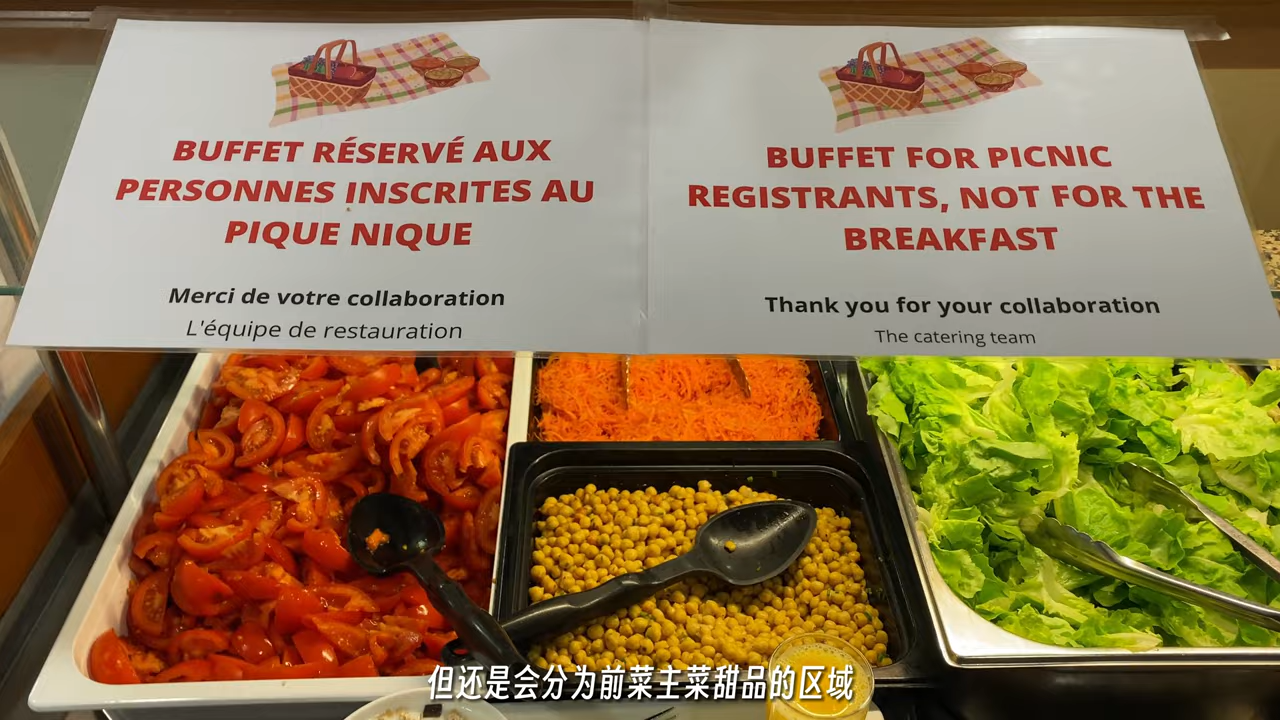 BUFFET RÉSERVÉ AUX
PERSONNES INSCRITES AU
PIQUE NIQUE
Merci de votre collaboration
L'équipe de restauration
BUFFET FOR PICNIC
REGISTRANTS, NOT FOR THE
BREAKFAST
Thank you for your collaboration
The catering team
但还是会分为前菜主菜甜品的区域